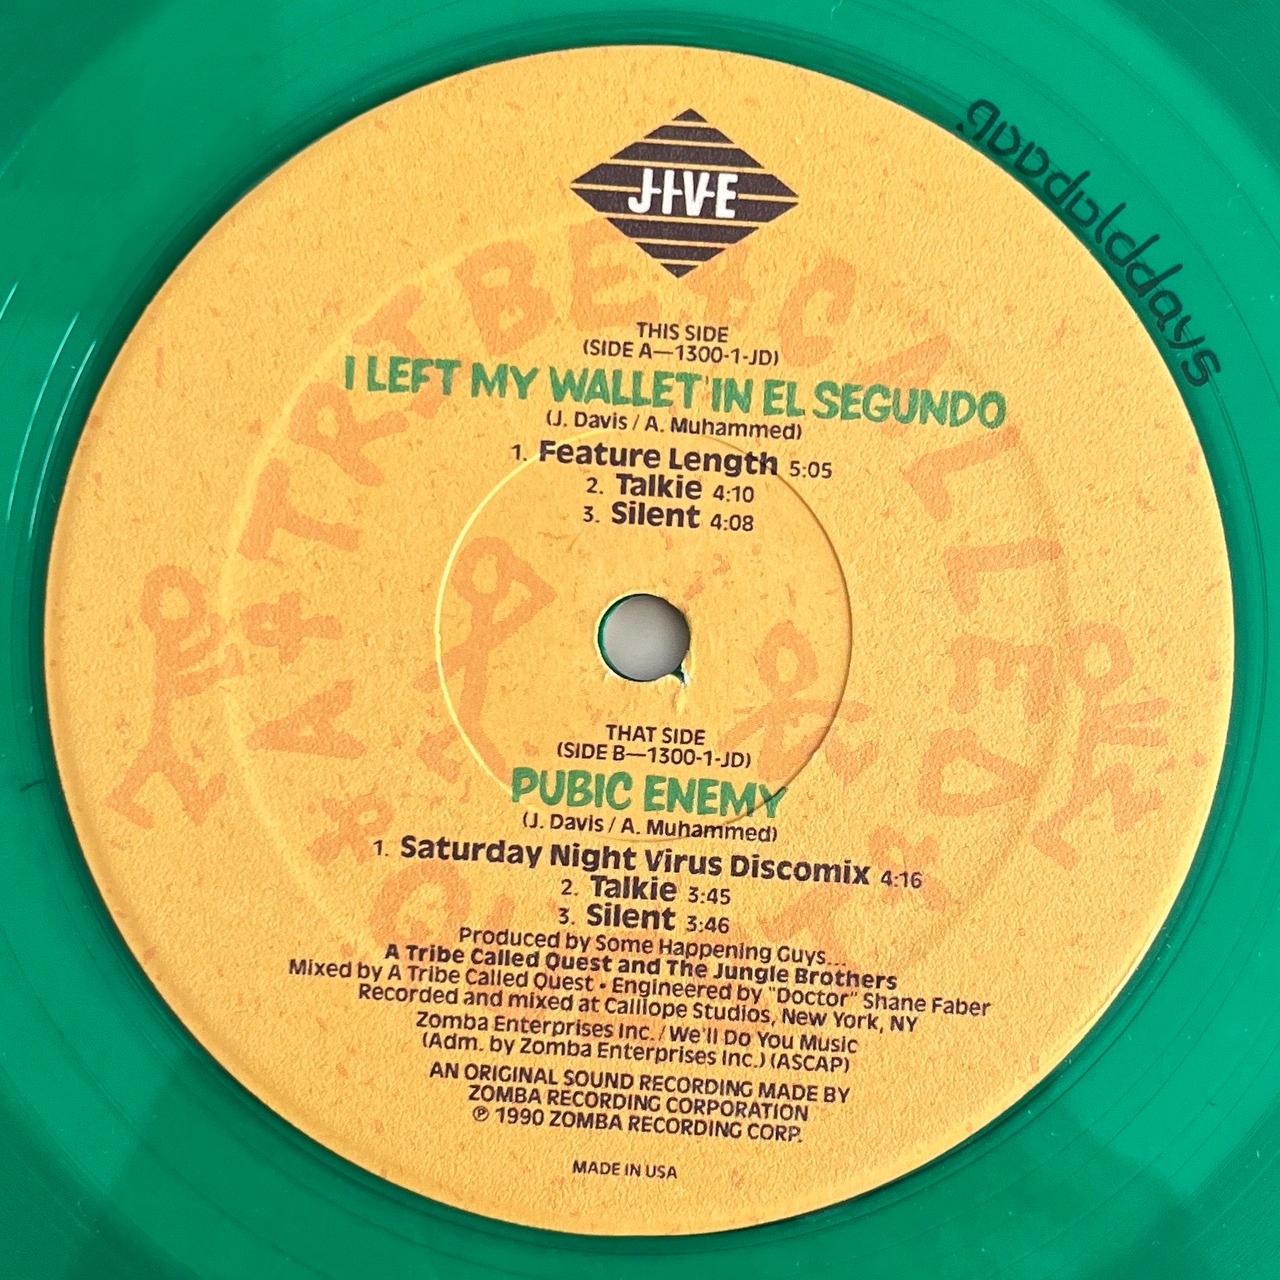 JIVE
goodolddays
A TRIBE CALLED QUEST
THIS SIDE
(SIDE A—1300-1-JD)
I LEFT MY WALLET IN EL SEGUNDO
(J. Davis / A. Muhammed)
1. Feature Length 5:05
2. Talkie 4:10
3. Silent 4:08
THAT SIDE
(SIDE B—1300-1-JD)
PUBIC ENEMY
(J. Davis / A. Muhammed)
1. Saturday Night Virus Discomix 4:16
2. Talkie 3:45
3. Silent 3:46
Produced by Some Happening Guys...
A Tribe Called Quest and The Jungle Brothers
Mixed by A Tribe Called Quest • Engineered by "Doctor" Shane Faber
Recorded and mixed at Calliope Studios, New York, NY
Zomba Enterprises Inc. / We'll Do You Music
(Adm. by Zomba Enterprises Inc.) (ASCAP)
AN ORIGINAL SOUND RECORDING MADE BY
ZOMBA RECORDING CORPORATION
℗ 1990 ZOMBA RECORDING CORP.
MADE IN USA